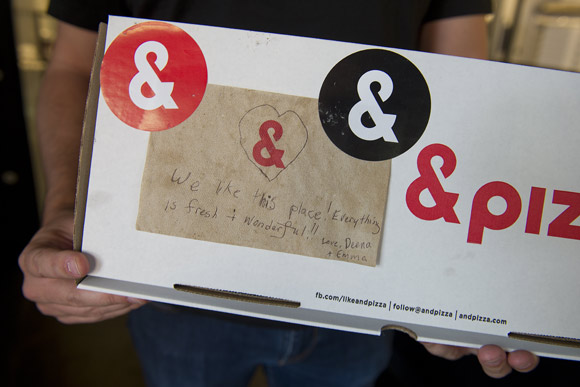 &
&
&
We like this place! Everything
is fresh + wonderful!!
Love, Deena
+ Emma
&piz
fb.com/likeandpizza | follow@andpizza | andpizza.com